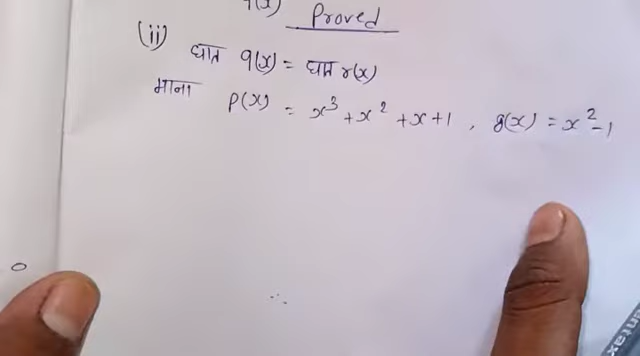 Proved
(ii)
घात q(x) = घात r(x)
माना p(x) = x³ + x² + x + 1 , g(x) = x² - 1